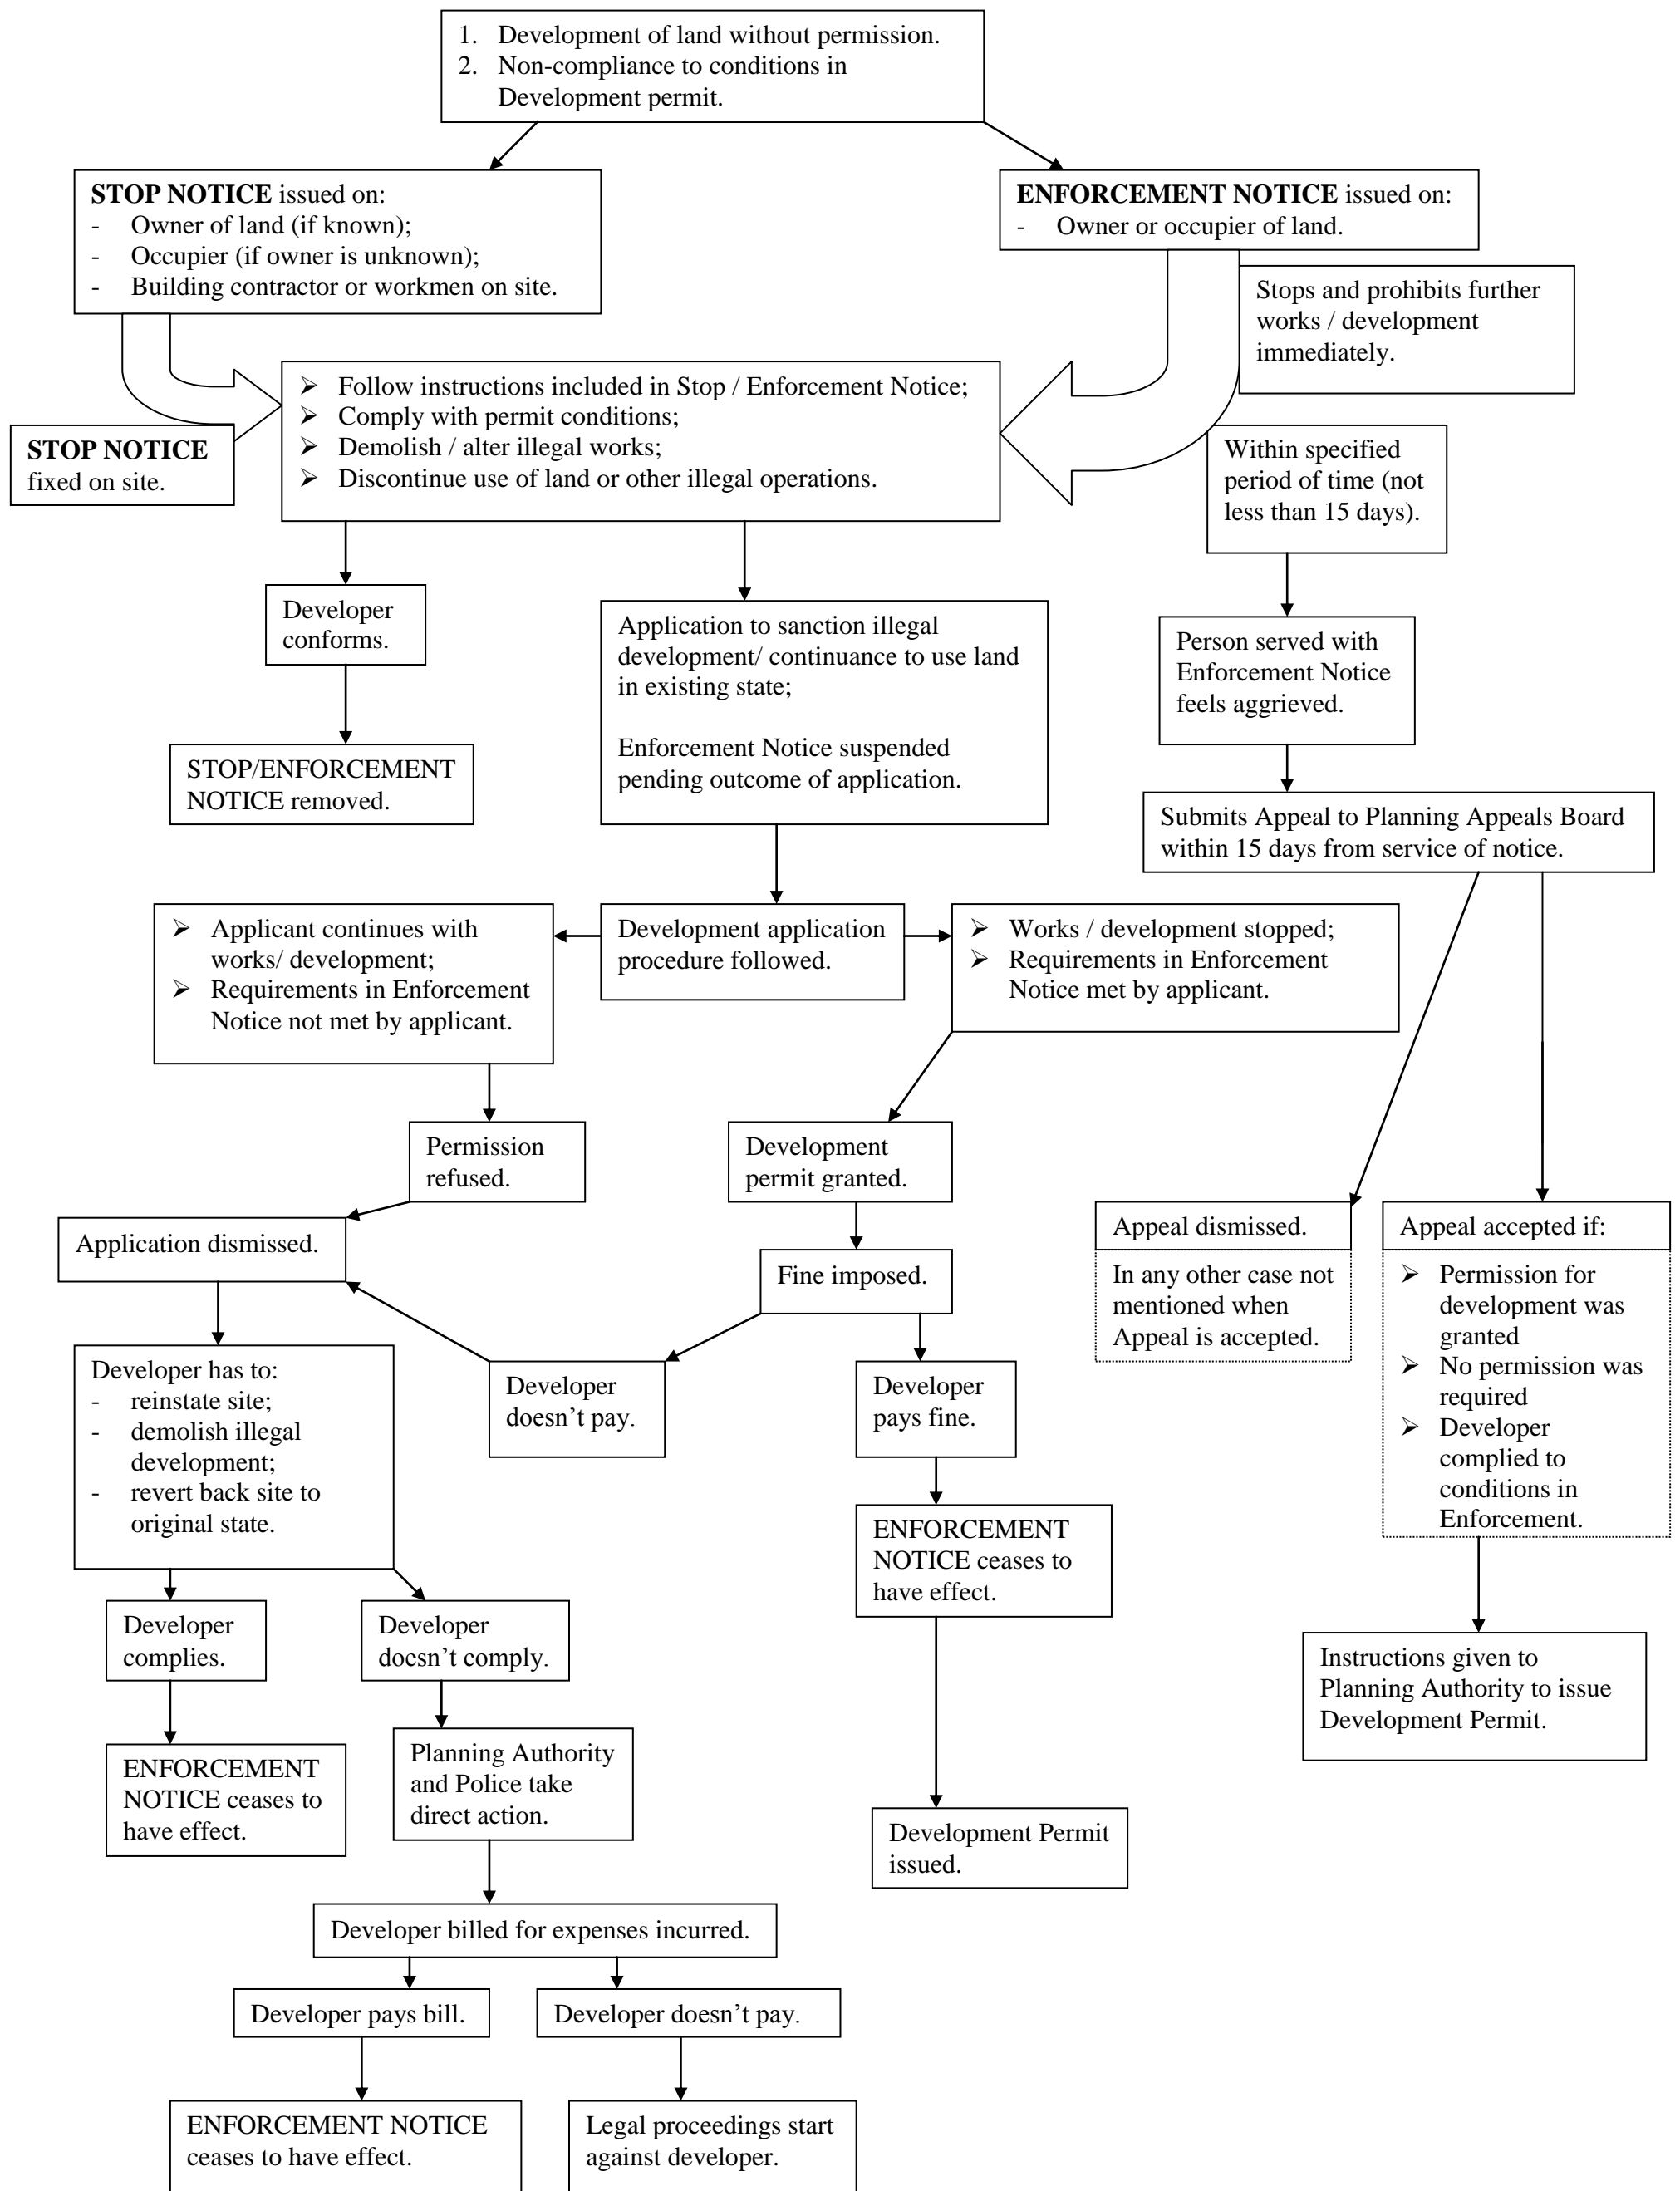 1. Development of land without permission.
2. Non-compliance to conditions in
Development permit.
STOP NOTICE issued on:
- Owner of land (if known);
- Occupier (if owner is unknown);
- Building contractor or workmen on site.
ENFORCEMENT NOTICE issued on:
- Owner or occupier of land.
Stops and prohibits further
works / development
immediately.
➢ Follow instructions included in Stop / Enforcement Notice;
➢ Comply with permit conditions;
➢ Demolish / alter illegal works;
➢ Discontinue use of land or other illegal operations.
STOP NOTICE
fixed on site.
Within specified
period of time (not
less than 15 days).
Developer
conforms.
Application to sanction illegal
development/ continuance to use land
in existing state;
Enforcement Notice suspended
pending outcome of application.
Person served with
Enforcement Notice
feels aggrieved.
STOP/ENFORCEMENT
NOTICE removed.
Submits Appeal to Planning Appeals Board
within 15 days from service of notice.
➢ Applicant continues with
works/ development;
➢ Requirements in Enforcement
Notice not met by applicant.
Development application
procedure followed.
➢ Works / development stopped;
➢ Requirements in Enforcement
Notice met by applicant.
Permission
refused.
Development
permit granted.
Application dismissed.
Fine imposed.
Appeal dismissed.
In any other case not
mentioned when
Appeal is accepted.
Appeal accepted if:
➢ Permission for
development was
granted
➢ No permission was
required
➢ Developer
complied to
conditions in
Enforcement.
Developer has to:
- reinstate site;
- demolish illegal
development;
- revert back site to
original state.
Developer
doesn't pay.
Developer
pays fine.
ENFORCEMENT
NOTICE ceases to
have effect.
Developer
complies.
Developer
doesn't comply.
Instructions given to
Planning Authority to issue
Development Permit.
ENFORCEMENT
NOTICE ceases to
have effect.
Planning Authority
and Police take
direct action.
Development Permit
issued.
Developer billed for expenses incurred.
Developer pays bill.
Developer doesn't pay.
ENFORCEMENT NOTICE
ceases to have effect.
Legal proceedings start
against developer.